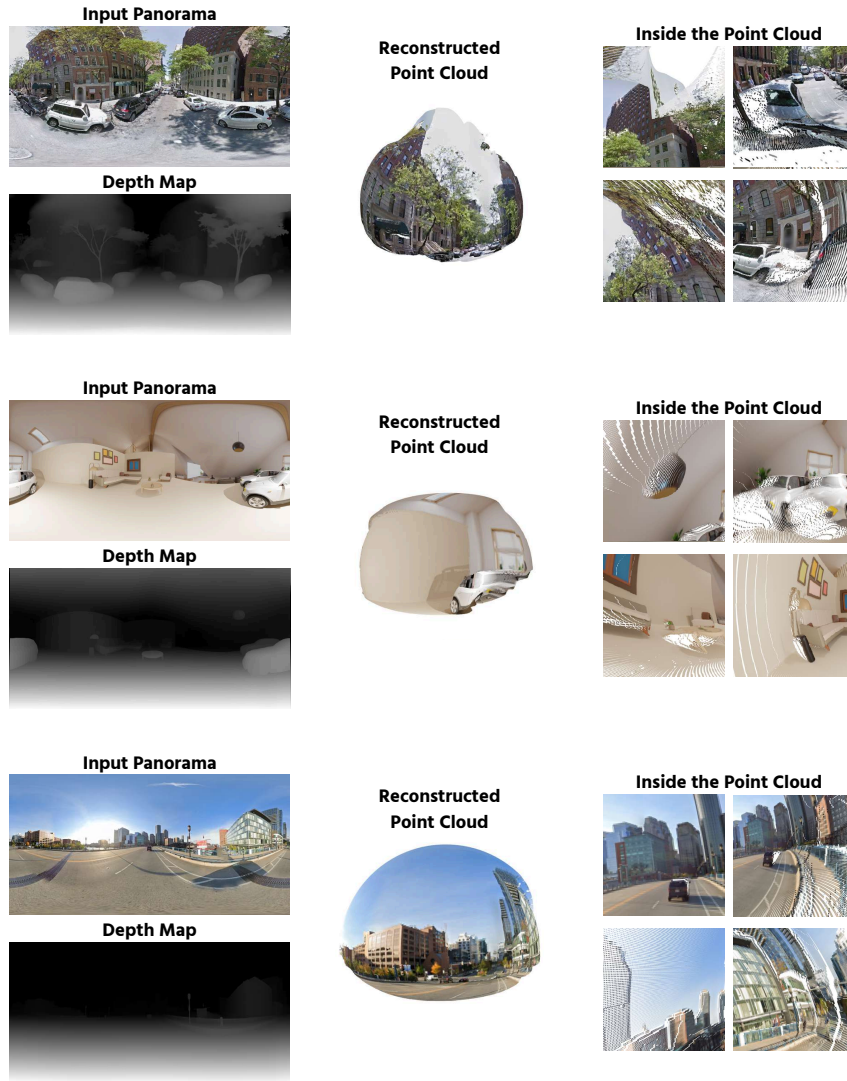 Input Panorama
Reconstructed
Point Cloud
Inside the Point Cloud
Depth Map
Input Panorama
Reconstructed
Point Cloud
Inside the Point Cloud
Depth Map
Input Panorama
Reconstructed
Point Cloud
Inside the Point Cloud
Depth Map